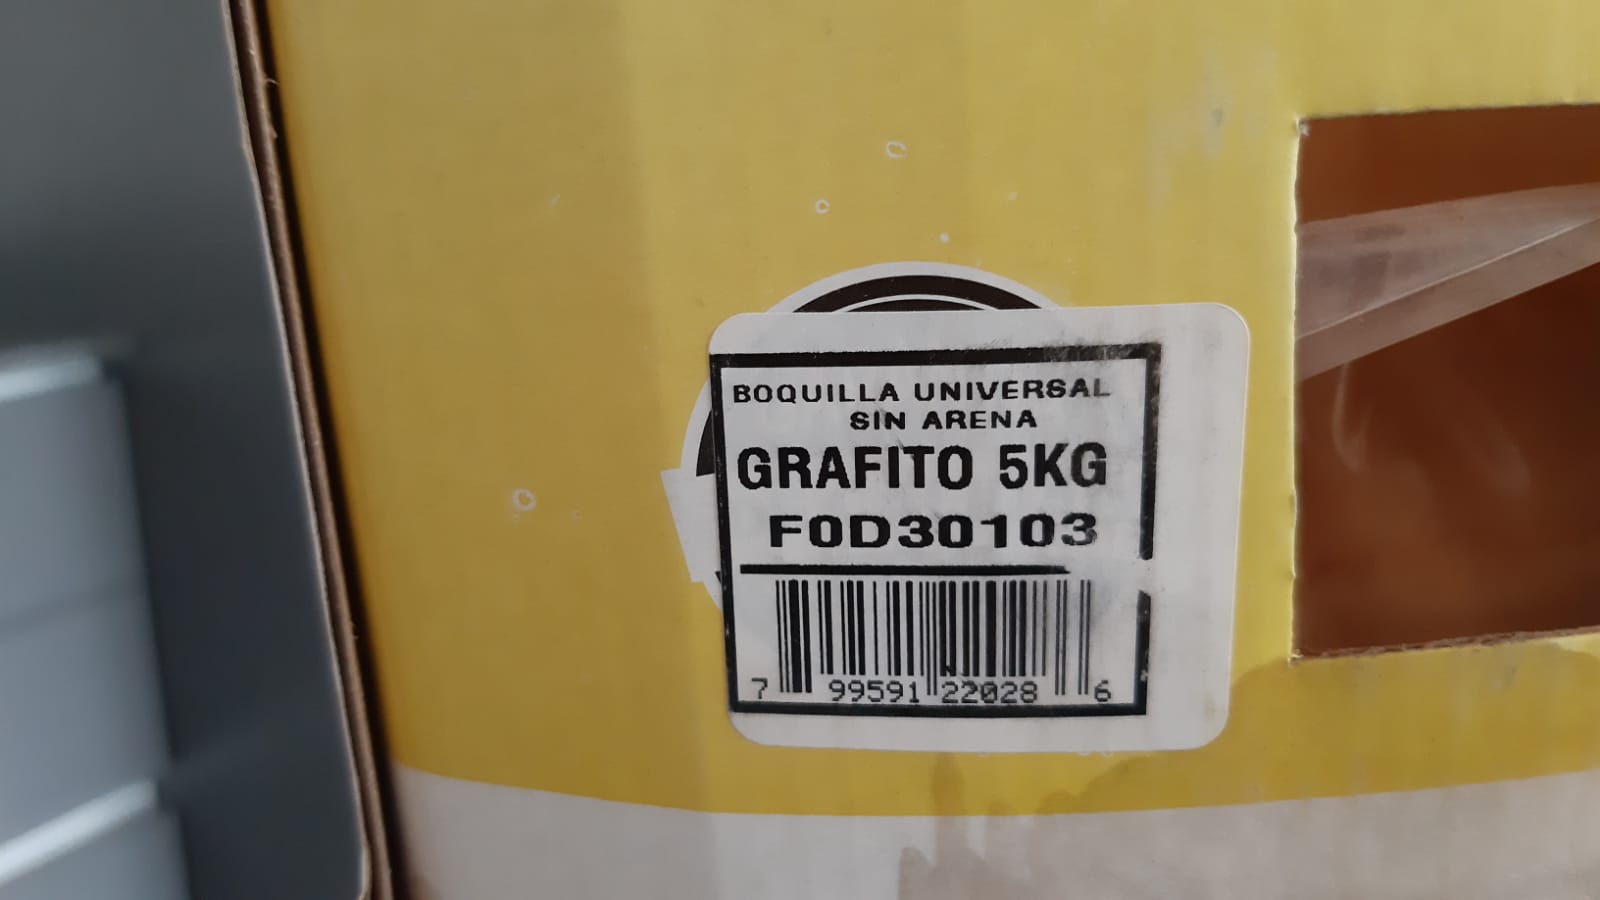 BOQUILLA UNIVERSAL
SIN ARENA
GRAFITO 5KG
F0D30103
7 99591 22028 6